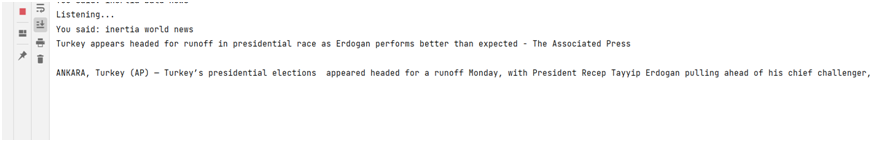 Listening...
You said: inertia world news
Turkey appears headed for runoff in presidential race as Erdogan performs better than expected - The Associated Press
ANKARA, Turkey (AP) — Turkey's presidential elections  appeared headed for a runoff Monday, with President Recep Tayyip Erdogan pulling ahead of his chief challenger,